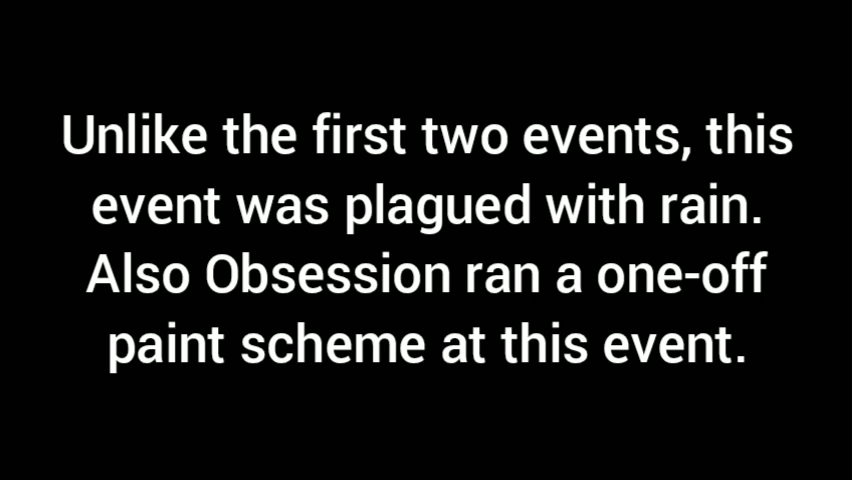 Unlike the first two events, this
event was plagued with rain.
Also Obsession ran a one-off
paint scheme at this event.